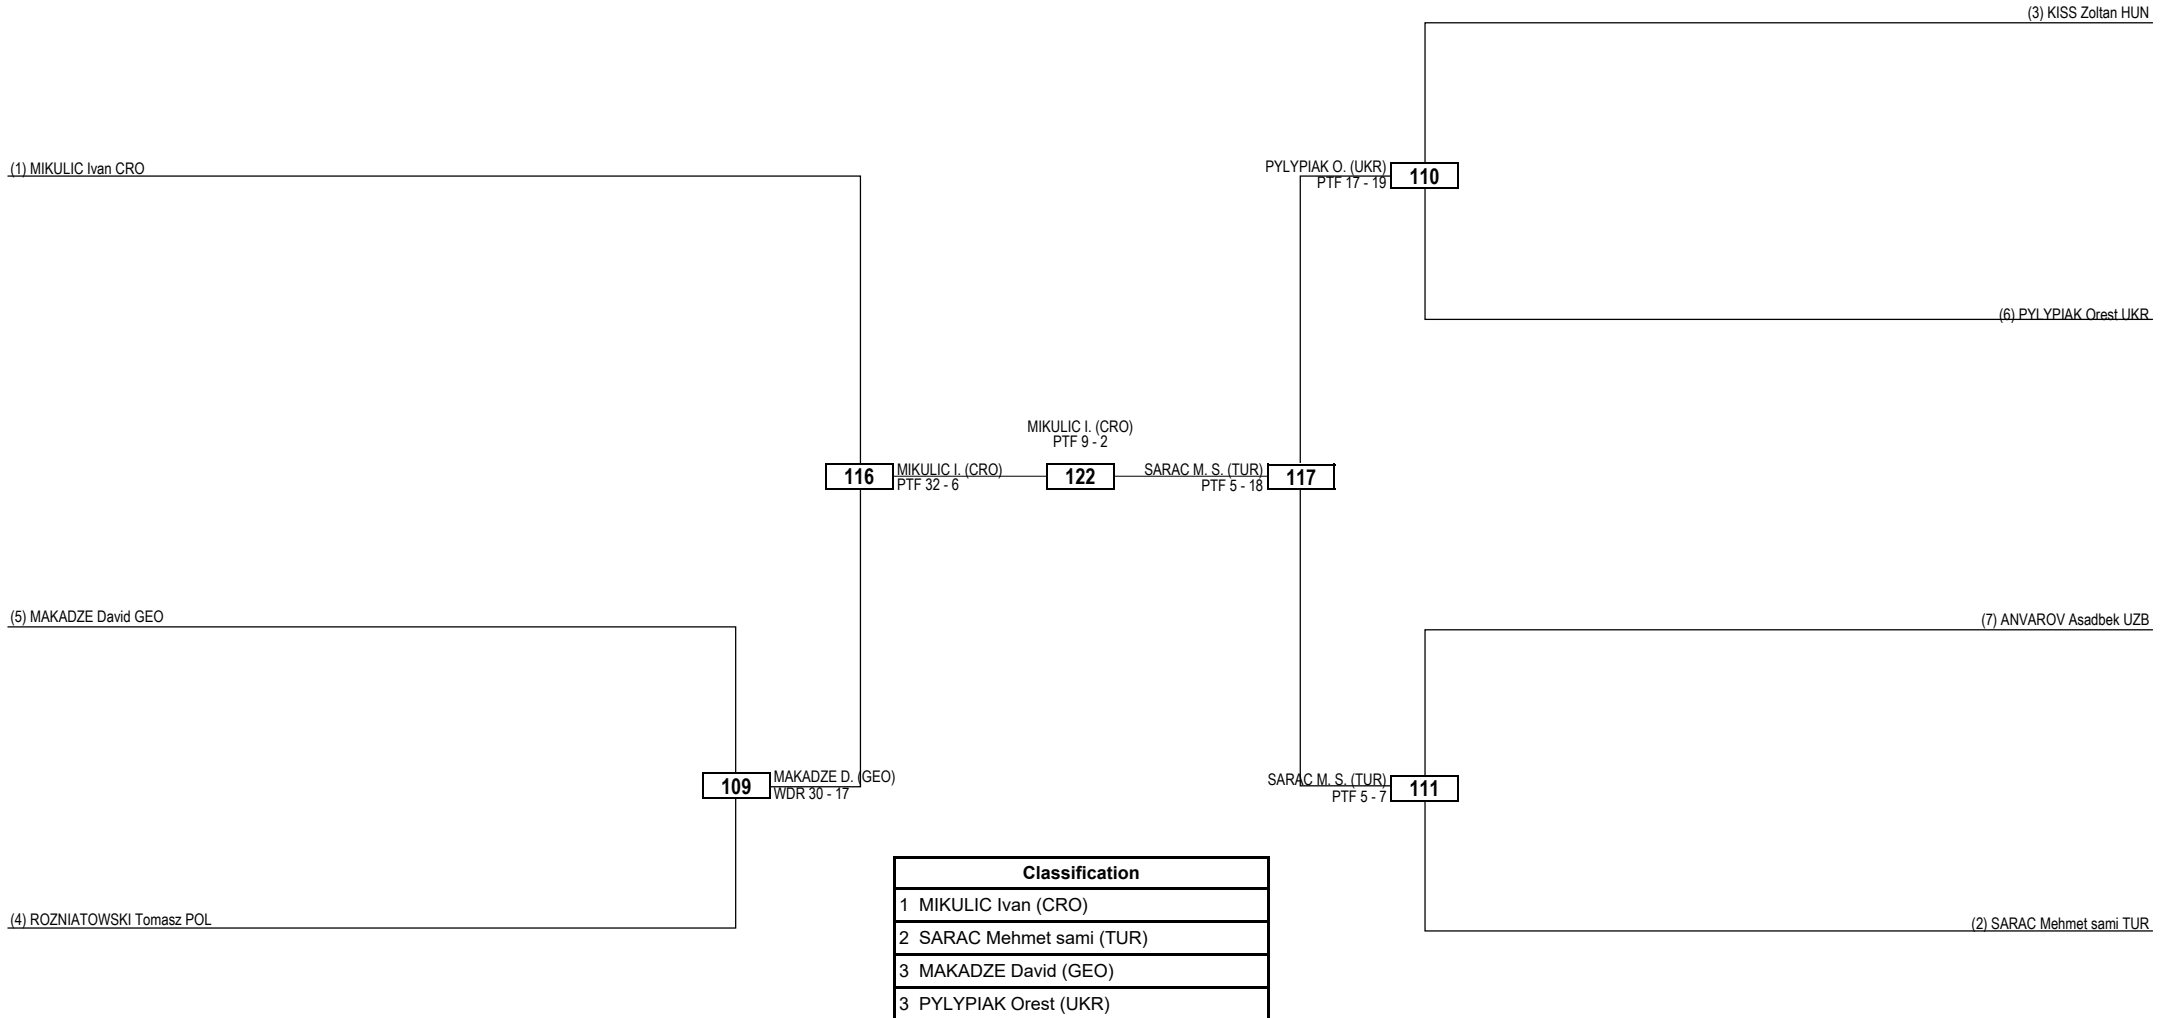 (3) KISS Zoltan HUN
(1) MIKULIC Ivan CRO
PYLYPIAK O. (UKR)
PTF 17 - 19
110
(6) PYLYPIAK Orest UKR
MIKULIC I. (CRO)
PTF 9 - 2
116
MIKULIC I. (CRO)
PTF 32 - 6
122
SARAC M. S. (TUR)
PTF 5 - 18
117
(5) MAKADZE David GEO
(7) ANVAROV Asadbek UZB
109
MAKADZE D. (GEO)
WDR 30 - 17
SARAC M. S. (TUR)
PTF 5 - 7
111
(4) ROZNIATOWSKI Tomasz POL
(2) SARAC Mehmet sami TUR
Classification
1 MIKULIC Ivan (CRO)
2 SARAC Mehmet sami (TUR)
3 MAKADZE David (GEO)
3 PYLYPIAK Orest (UKR)